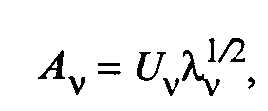 A_ν = U_ν λ_ν^{1/2},